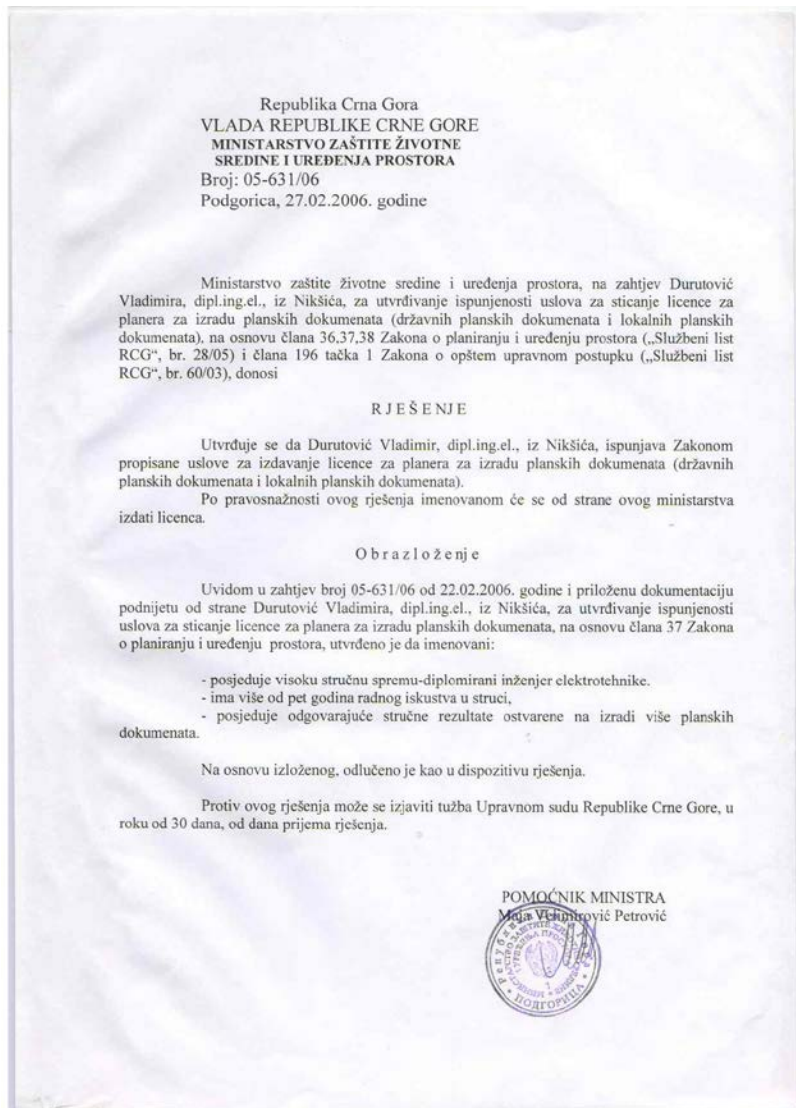 Republika Crna Gora
VLADA REPUBLIKE CRNE GORE
MINISTARSTVO ZAŠTITE ŽIVOTNE
SREDINE I UREĐENJA PROSTORA
Broj: 05-631/06
Podgorica, 27.02.2006. godine
Ministarstvo zaštite životne sredine i uređenja prostora, na zahtjev Durutović
Vladimira, dipl.ing.el., iz Nikšića, za utvrđivanje ispunjenosti uslova za sticanje licence za
planera za izradu planskih dokumenata (državnih planskih dokumenata i lokalnih planskih
dokumenata), na osnovu člana 36,37,38 Zakona o planiranju i uređenju prostora („Službeni list
RCG“, br. 28/05) i člana 196 tačka 1 Zakona o opštem upravnom postupku („Službeni list
RCG“, br. 60/03), donosi
R J E Š E N J E
Utvrđuje se da Durutović Vladimir, dipl.ing.el., iz Nikšića, ispunjava Zakonom
propisane uslove za izdavanje licence za planera za izradu planskih dokumenata (državnih
planskih dokumenata i lokalnih planskih dokumenata).
Po pravosnažnosti ovog rješenja imenovanom će se od strane ovog ministarstva
izdati licenca.
O b r a z l o ž e nj e
Uvidom u zahtjev broj 05-631/06 od 22.02.2006. godine i priloženu dokumentaciju
podnijetu od strane Durutović Vladimira, dipl.ing.el., iz Nikšića, za utvrđivanje ispunjenosti
uslova za sticanje licence za planera za izradu planskih dokumenata, na osnovu člana 37 Zakona
o planiranju i uređenju prostora, utvrđeno je da imenovani:
- posjeduje visoku stručnu spremu-diplomirani inženjer elektrotehnike.
- ima više od pet godina radnog iskustva u struci,
- posjeduje odgovarajuće stručne rezultate ostvarene na izradi više planskih
dokumenata.
Na osnovu izloženog, odlučeno je kao u dispozitivu rješenja.
Protiv ovog rješenja može se izjaviti tužba Upravnom sudu Republike Crne Gore, u
roku od 30 dana, od dana prijema rješenja.
POMOĆNIK MINISTRA
Maja Velimirović Petrović
ПОДГОРИЦА